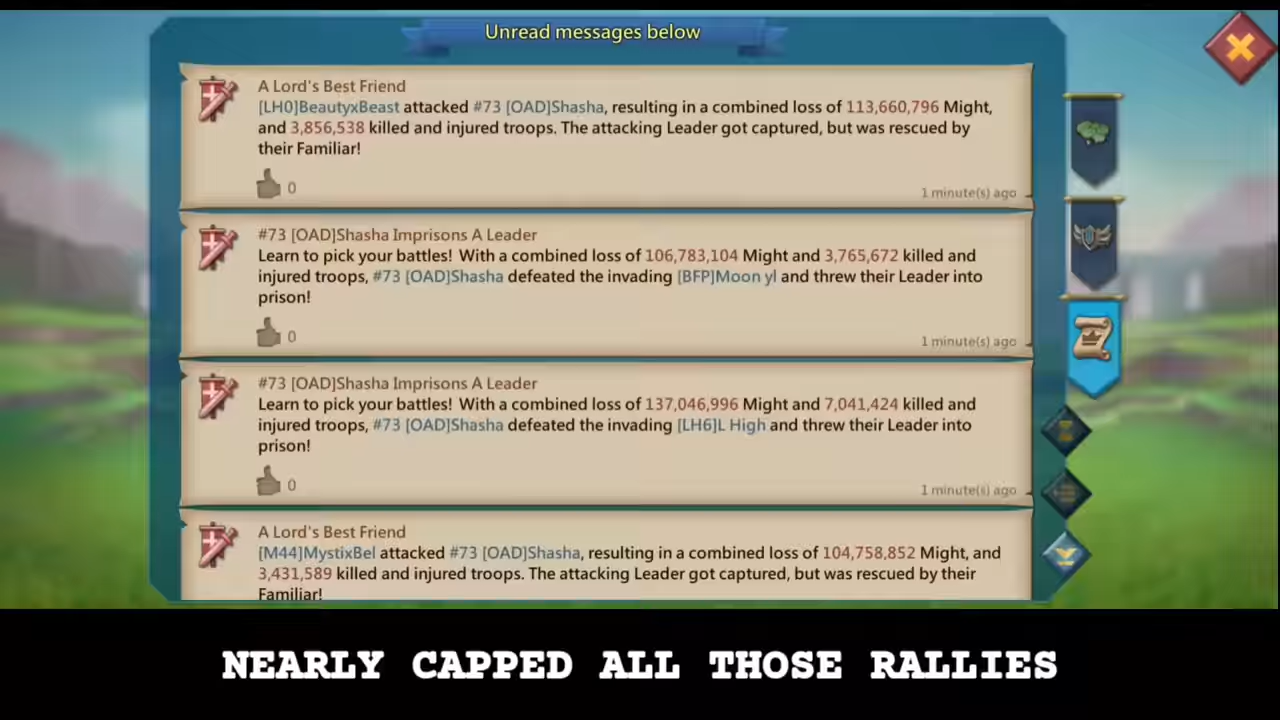 Unread messages below
A Lord's Best Friend
[LH0]BeautyxBeast attacked #73 [OAD]Shasha, resulting in a combined loss of 113,660,796 Might,
and 3,856,538 killed and injured troops. The attacking Leader got captured, but was rescued by
their Familiar!
0
1 minute(s) ago
#73 [OAD]Shasha Imprisons A Leader
Learn to pick your battles! With a combined loss of 106,783,104 Might and 3,765,672 killed and
injured troops, #73 [OAD]Shasha defeated the invading [BFP]Moon yl and threw their Leader into
prison!
0
1 minute(s) ago
#73 [OAD]Shasha Imprisons A Leader
Learn to pick your battles! With a combined loss of 137,046,996 Might and 7,041,424 killed and
injured troops, #73 [OAD]Shasha defeated the invading [LH6]L High and threw their Leader into
prison!
0
1 minute(s) ago
A Lord's Best Friend
[M44]MystixBel attacked #73 [OAD]Shasha, resulting in a combined loss of 104,758,852 Might, and
3,431,589 killed and injured troops. The attacking Leader got captured, but was rescued by their
Familiar!
NEARLY CAPPED ALL THOSE RALLIES